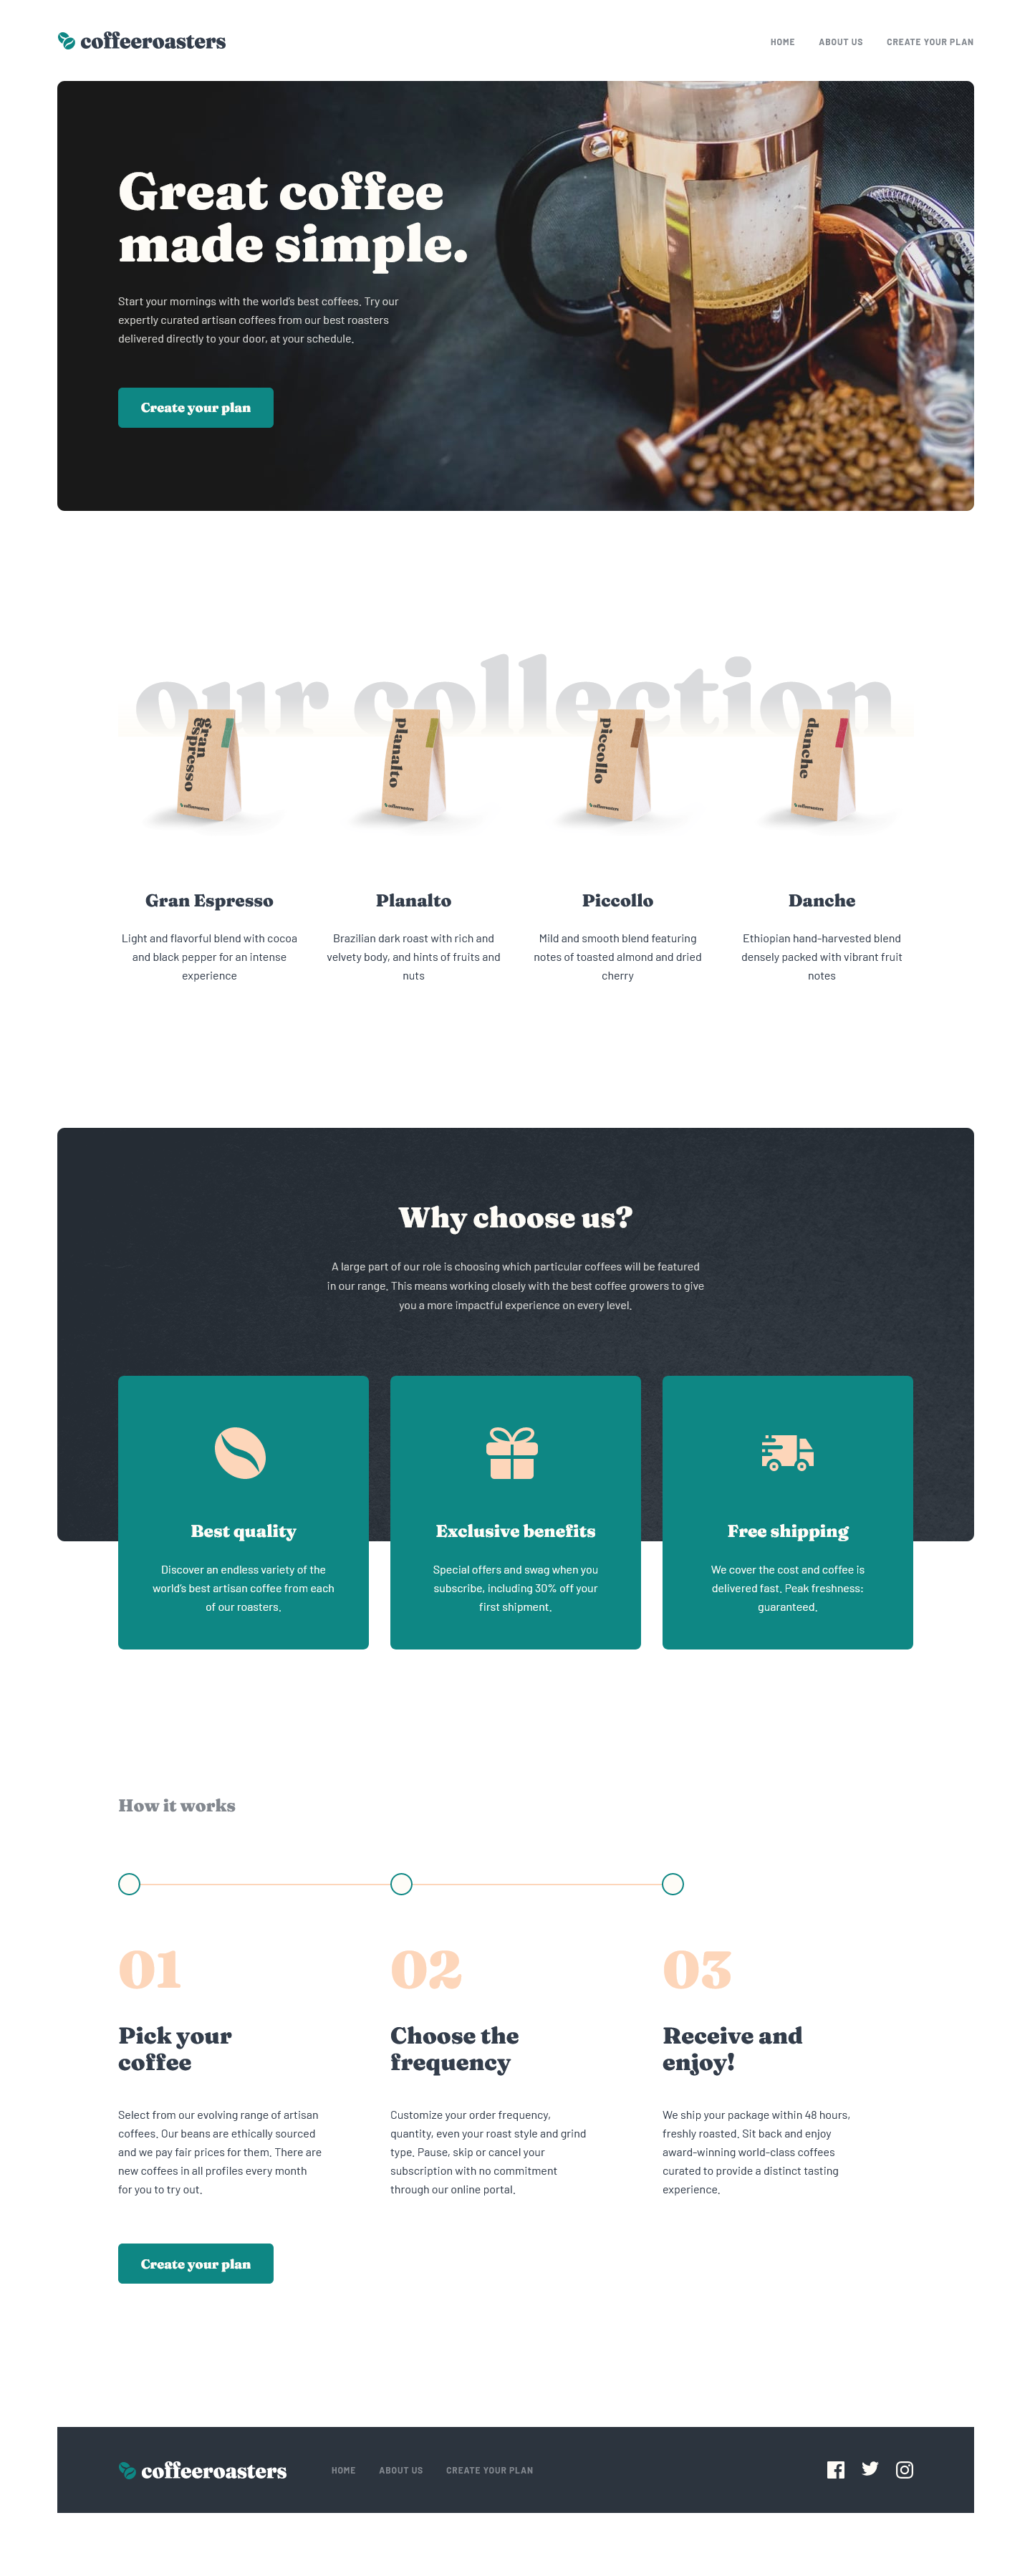 coffeeroasters
HOME ABOUT US CREATE YOUR PLAN
Great coffee
made simple.
Start your mornings with the world's best coffees. Try our
expertly curated artisan coffees from our best roasters
delivered directly to your door, at your schedule.
Create your plan
our collection
gran
espresso
coffeeroasters
planalto
coffeeroasters
piccollo
coffeeroasters
danche
coffeeroasters
Gran Espresso
Light and flavorful blend with cocoa
and black pepper for an intense
experience
Planalto
Brazilian dark roast with rich and
velvety body, and hints of fruits and
nuts
Piccollo
Mild and smooth blend featuring
notes of toasted almond and dried
cherry
Danche
Ethiopian hand-harvested blend
densely packed with vibrant fruit
notes
Why choose us?
A large part of our role is choosing which particular coffees will be featured
in our range. This means working closely with the best coffee growers to give
you a more impactful experience on every level.
Best quality
Discover an endless variety of the
world's best artisan coffee from each
of our roasters.
Exclusive benefits
Special offers and swag when you
subscribe, including 30% off your
first shipment.
Free shipping
We cover the cost and coffee is
delivered fast. Peak freshness:
guaranteed.
How it works
01
Pick your
coffee
Select from our evolving range of artisan
coffees. Our beans are ethically sourced
and we pay fair prices for them. There are
new coffees in all profiles every month
for you to try out.
02
Choose the
frequency
Customize your order frequency,
quantity, even your roast style and grind
type. Pause, skip or cancel your
subscription with no commitment
through our online portal.
03
Receive and
enjoy!
We ship your package within 48 hours,
freshly roasted. Sit back and enjoy
award-winning world-class coffees
curated to provide a distinct tasting
experience.
Create your plan
coffeeroasters
HOME ABOUT US CREATE YOUR PLAN